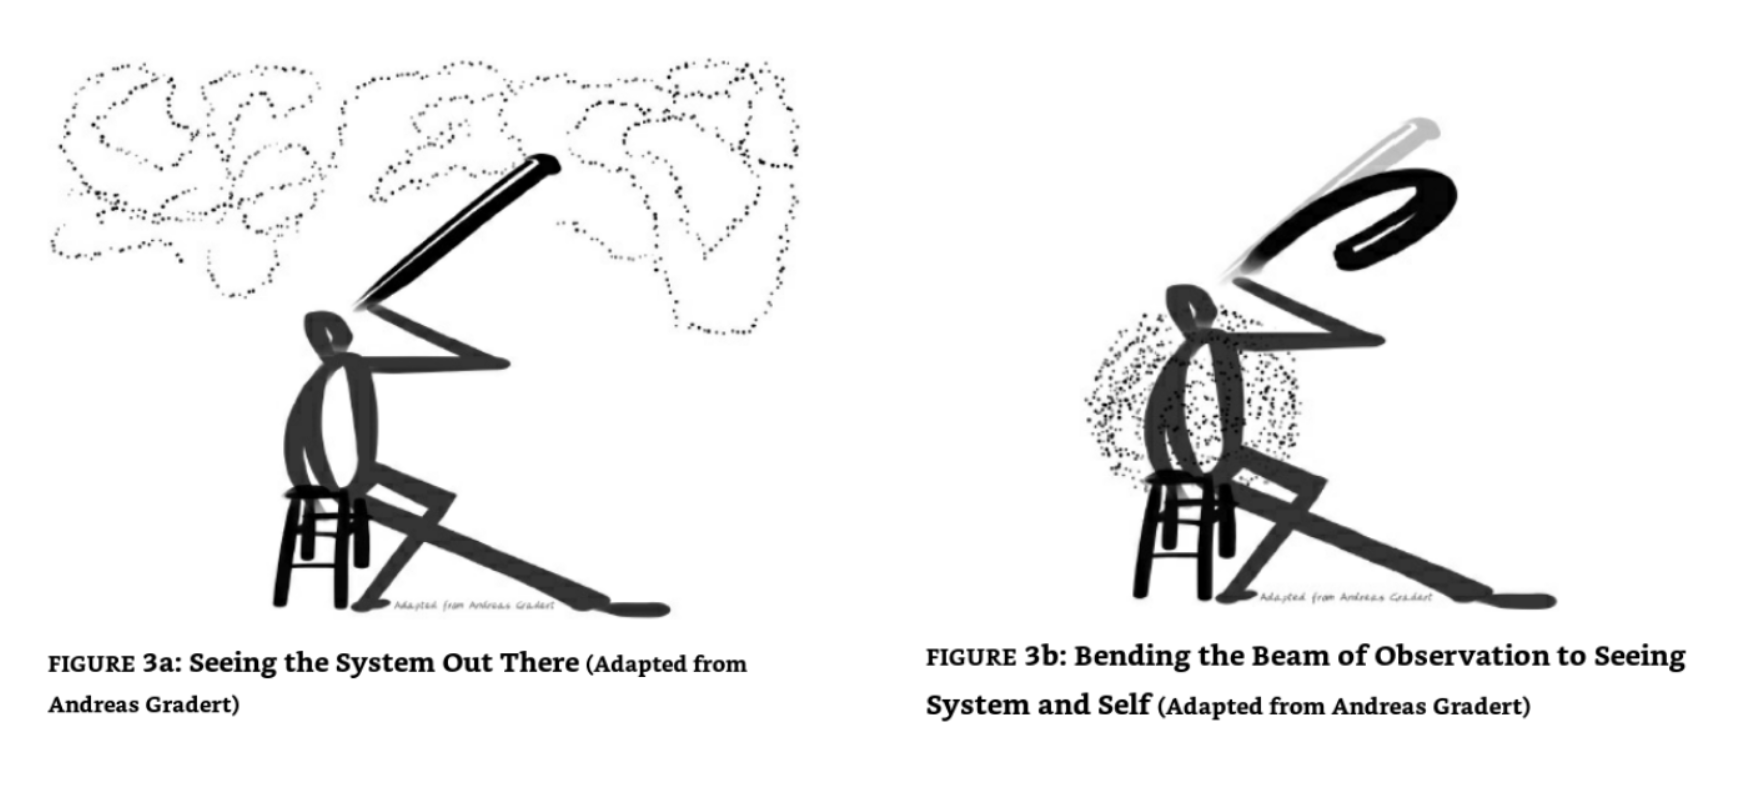 Adapted from Andreas Gradert
FIGURE 3a: Seeing the System Out There (Adapted from
Andreas Gradert)
Adapted from Andreas Gradert
FIGURE 3b: Bending the Beam of Observation to Seeing
System and Self (Adapted from Andreas Gradert)